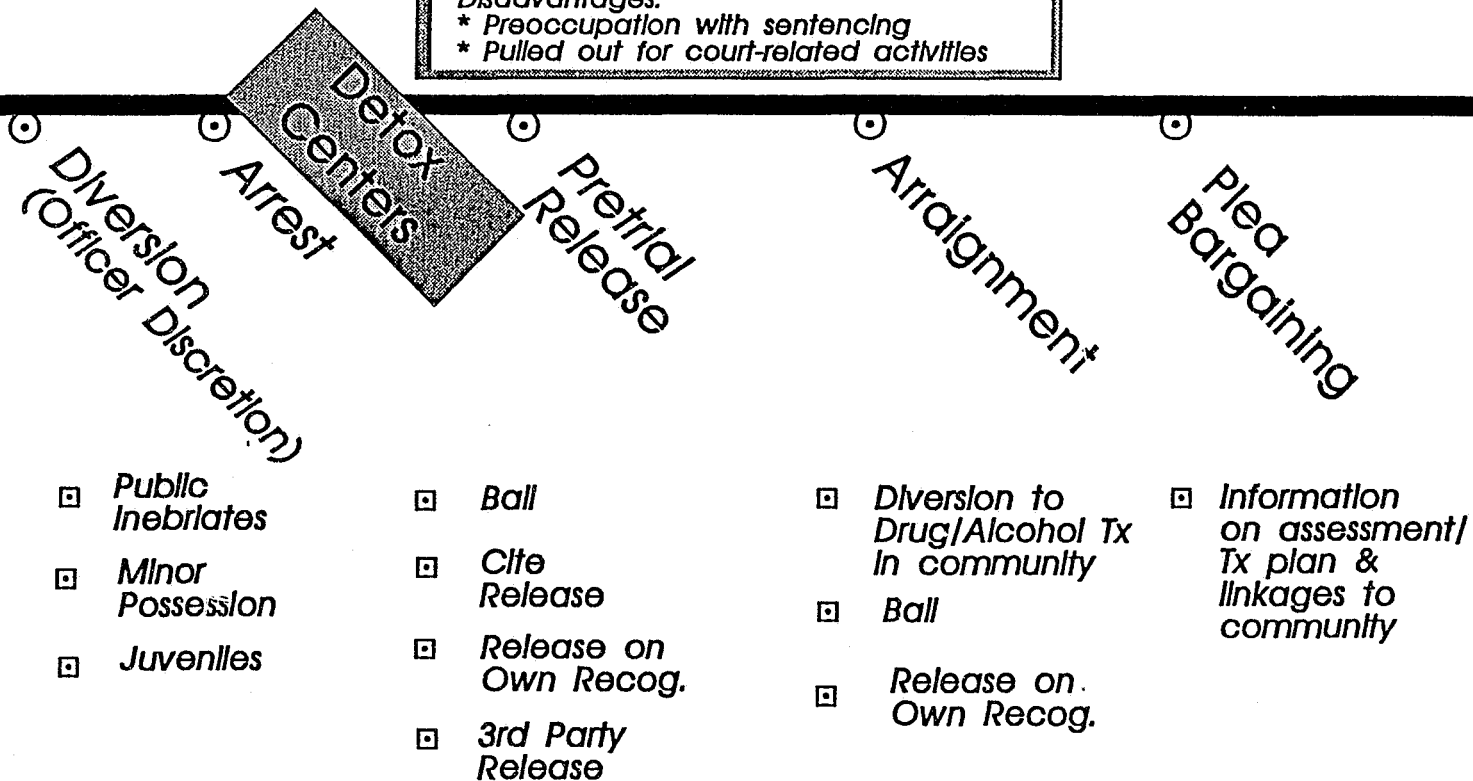 Disadvantages:
* Preoccupation with sentencing
* Pulled out for court-related activities
Diversion
(Officer Discretion)
Arrest
Detox
Centers
Pretrial
Release
Arraignment
Plea
Bargaining
Public
Inebriates
Minor
Possession
Juveniles
Bail
Cite
Release
Release on
Own Recog.
3rd Party
Release
Diversion to
Drug/Alcohol Tx
in community
Bail
Release on
Own Recog.
Information
on assessment/
Tx plan &
linkages to
community